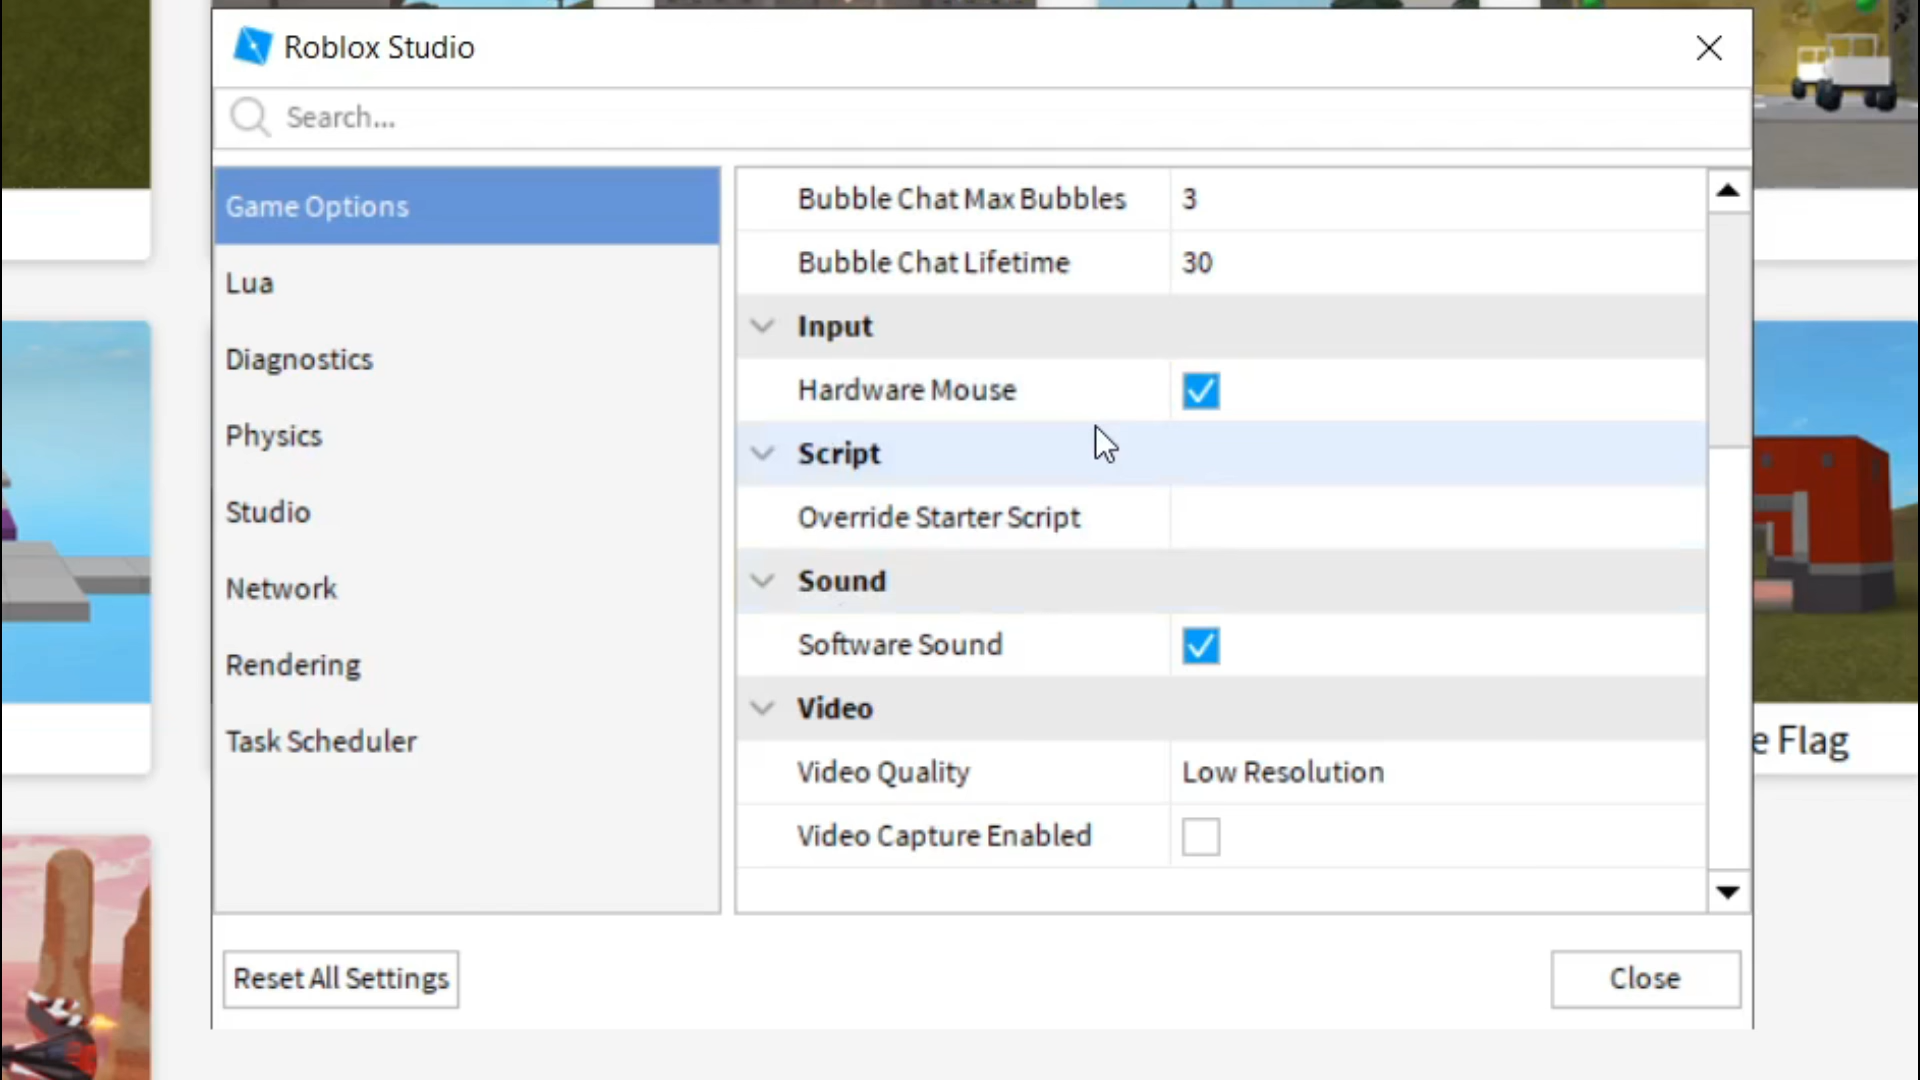 Roblox Studio
Search...
Game Options
Lua
Diagnostics
Physics
Studio
Network
Rendering
Task Scheduler
Bubble Chat Max Bubbles 3
Bubble Chat Lifetime 30
Input
Hardware Mouse
Script
Override Starter Script
Sound
Software Sound
Video
Video Quality Low Resolution
Video Capture Enabled
Reset All Settings
Close
e Flag